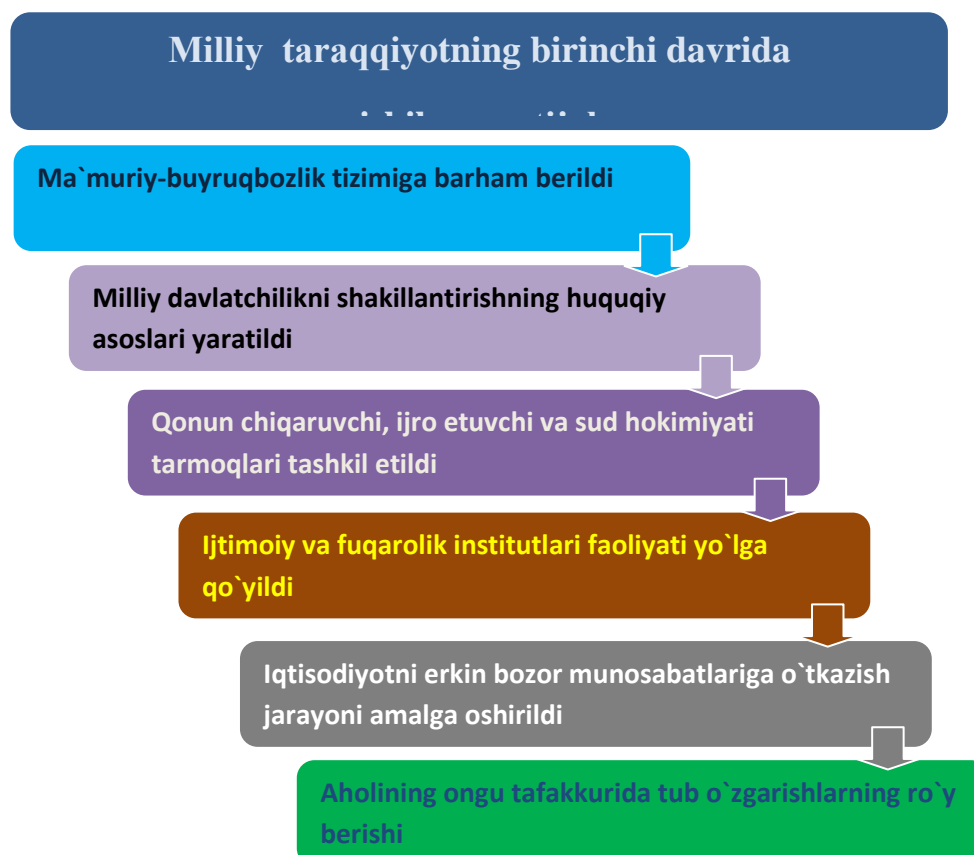 Milliy taraqqiyotning birinchi davrida
Ma`muriy-buyruqbozlik tizimiga barham berildi
Milliy davlatchilikni shakillantirishning huquqiy
asoslari yaratildi
Qonun chiqaruvchi, ijro etuvchi va sud hokimiyati
tarmoqlari tashkil etildi
Ijtimoiy va fuqarolik institutlari faoliyati yo`lga
qo`yildi
Iqtisodiyotni erkin bozor munosabatlariga o`tkazish
jarayoni amalga oshirildi
Aholining ongu tafakkurida tub o`zgarishlarning ro`y
berishi